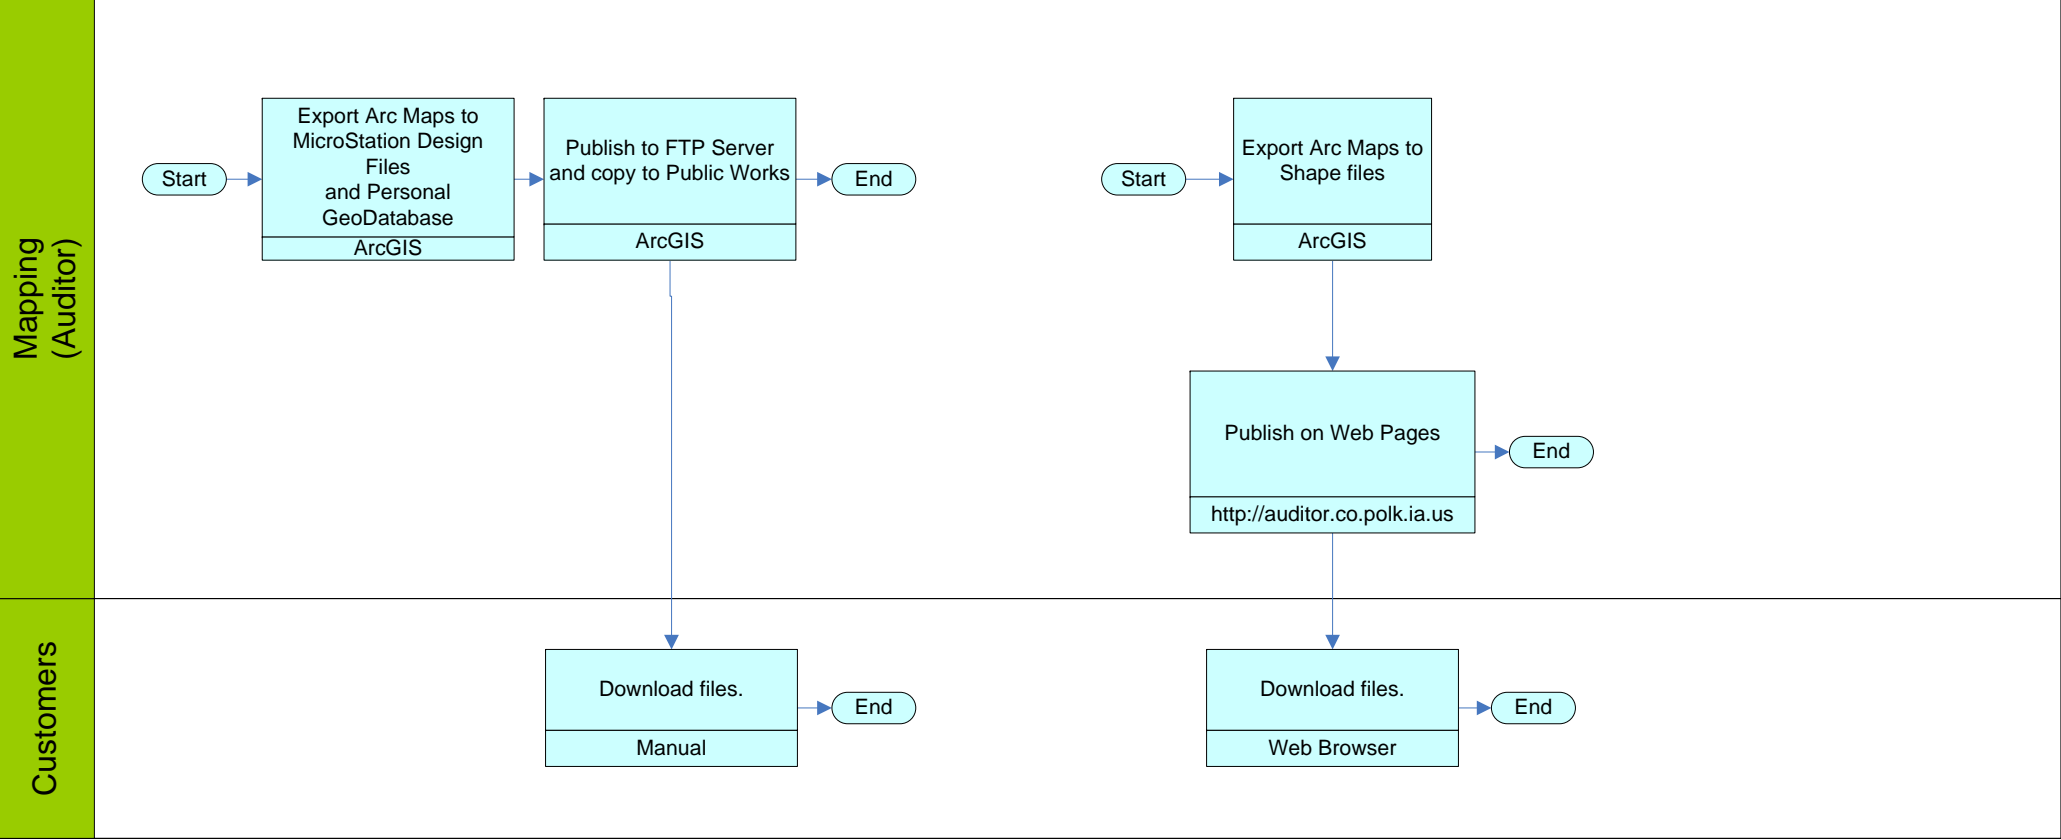 Mapping
(Auditor)
Start
Export Arc Maps to
MicroStation Design
Files
and Personal
GeoDatabase
ArcGIS
Publish to FTP Server
and copy to Public Works
ArcGIS
End
Start
Export Arc Maps to
Shape files
ArcGIS
Publish on Web Pages
http://auditor.co.polk.ia.us
End
Customers
Download files.
Manual
End
Download files.
Web Browser
End